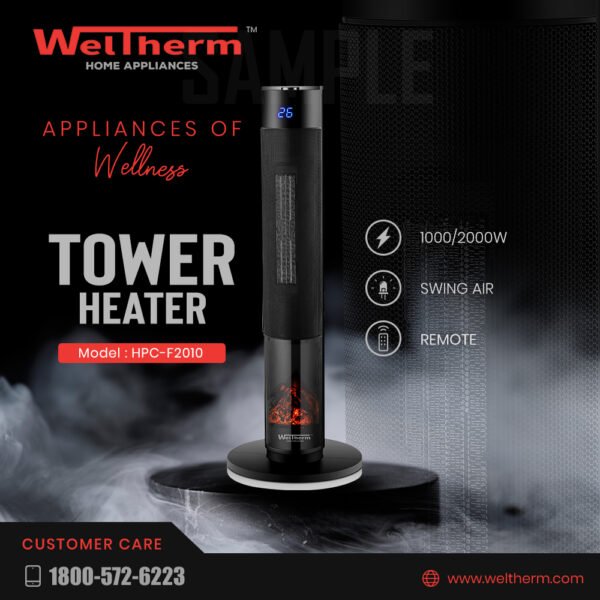 WelTherm™
HOME APPLIANCES
SAMPLE
APPLIANCES OF
Wellness
26
TOWER
HEATER
Model : HPC-F2010
1000/2000W
SWING AIR
REMOTE
WelTherm
CUSTOMER CARE
1800-572-6223
www.weltherm.com